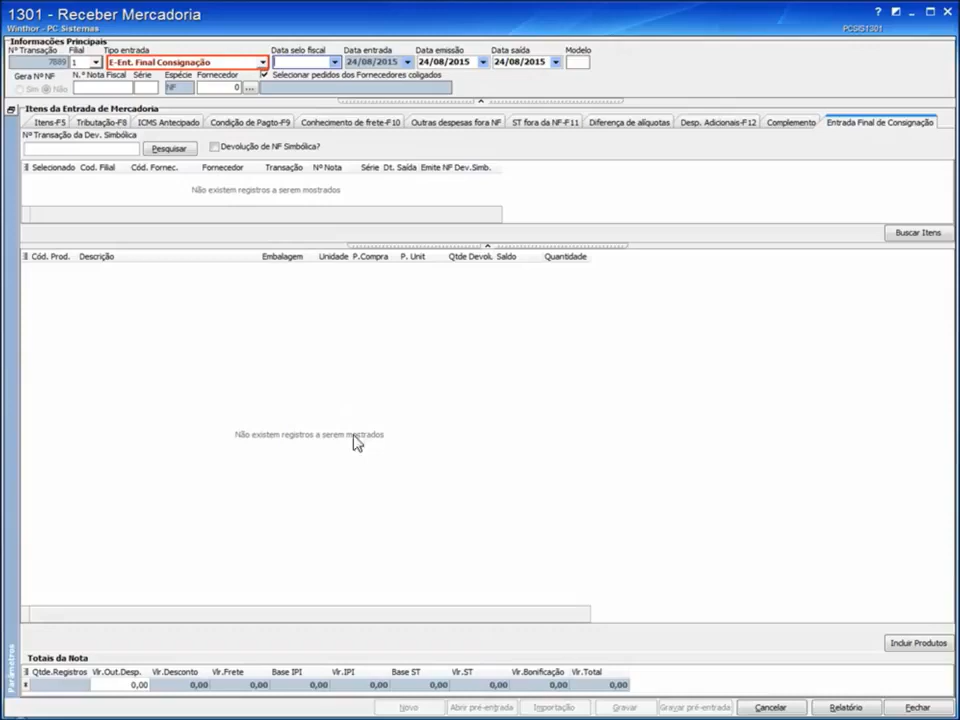 1301 - Receber Mercadoria
Winthor - PC Sistemas
PCSIS1301
Informações Principais
Nº Transação Filial Tipo entrada Data selo fiscal Data entrada Data emissão Data saída Modelo
7889 1 E-Ent. Final Consignação 24/08/2015 24/08/2015 24/08/2015
Gera Nº NF N.º Nota Fiscal Série Espécie Fornecedor Selecionar pedidos do Fornecedores coligados
Sim Não NF 0 ...
Itens da Entrada de Mercadoria
Itens-F5 Tributação-F8 ICMS Antecipado Condição de Pagto-F9 Conhecimento de frete-F10 Outras despesas fora NF ST fora da NF-F11 Diferença de alíquotas Desp. Adicionais-F12 Complemento Entrada Final de Consignação
Nº Transação da Dev. Simbólica
Pesquisar Devolução de NF Simbólica?
Selecionado Cod. Filial Cód. Fornec. Fornecedor Transação Nº Nota Série Dt. Saída Emite NF Dev.Simb.
Não existem registros a serem mostrados
Buscar Itens
Cód. Prod. Descrição Embalagem Unidade P.Compra P. Unit Qtde Devol. Saldo Quantidade
Não existem registros a serem mostrados
Incluir Produtos
Parâmetros
Totais da Nota
Qtde.Registros Vlr.Out.Desp. Vlr.Desconto Vlr.Frete Base IPI Vlr.IPI Base ST Vlr.ST Vlr.Bonificação Vlr.Total
0,00 0,00 0,00 0,00 0,00 0,00 0,00 0,00 0,00
Novo Abrir pré-entrada Importação Gravar Gravar pré-entrada Cancelar Relatório Fechar